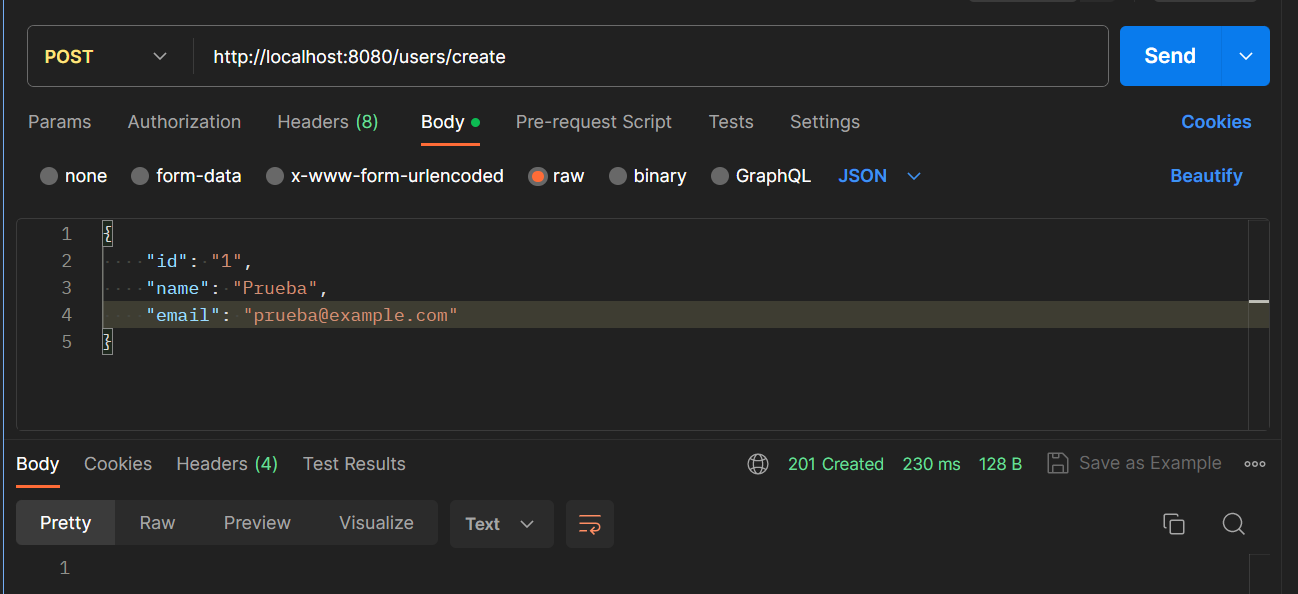 POST http://localhost:8080/users/create Send
Params Authorization Headers (8) Body Pre-request Script Tests Settings Cookies
none form-data x-www-form-urlencoded raw binary GraphQL JSON Beautify
1 {
2 "id": "1",
3 "name": "Prueba",
4 "email": "prueba@example.com"
5 }
Body Cookies Headers (4) Test Results 201 Created 230 ms 128 B Save as Example
Pretty Raw Preview Visualize Text
1